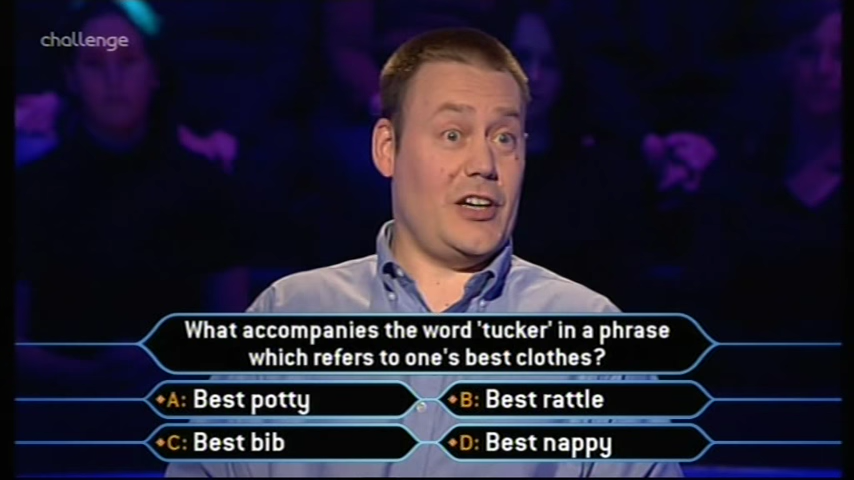 challenge
What accompanies the word 'tucker' in a phrase
which refers to one's best clothes?
A: Best potty
B: Best rattle
C: Best bib
D: Best nappy